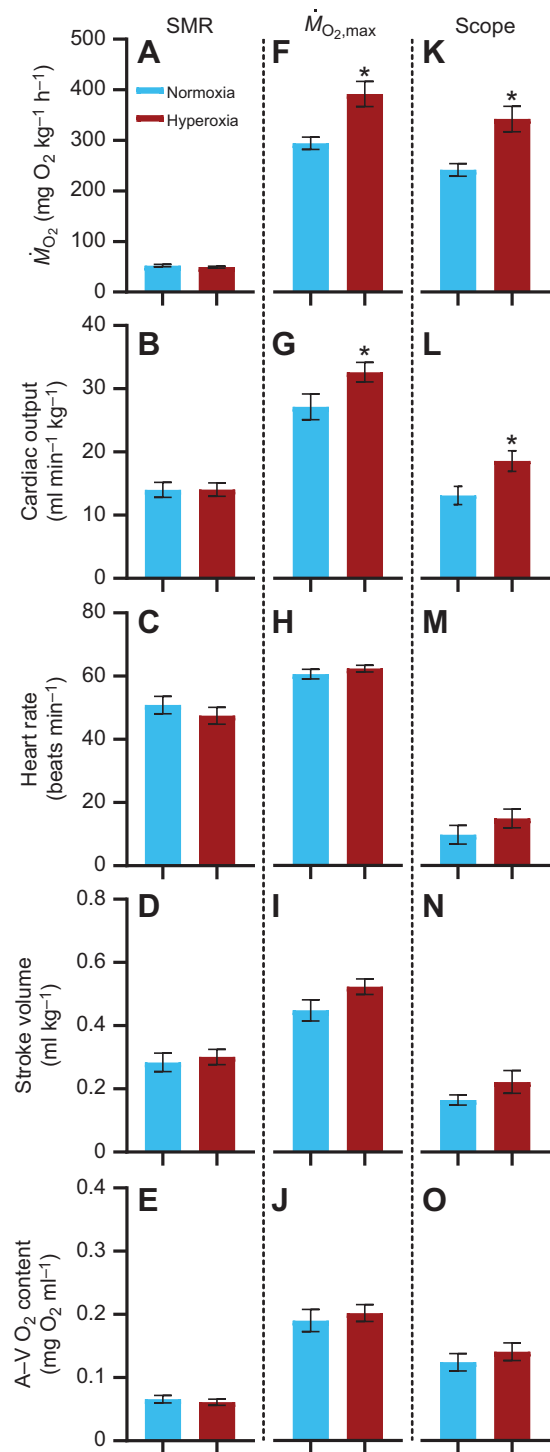 SMR
Ṁ_O₂,max
Scope
A
F
K
Normoxia
Hyperoxia
*
*
Ṁ_O₂ (mg O₂ kg⁻¹ h⁻¹)
500
400
300
200
100
0
B
G
L
*
*
Cardiac output
(ml min⁻¹ kg⁻¹)
40
30
20
10
0
C
H
M
Heart rate
(beats min⁻¹)
80
60
40
20
0
D
I
N
Stroke volume
(ml kg⁻¹)
0.8
0.6
0.4
0.2
0
E
J
O
A–V O₂ content
(mg O₂ ml⁻¹)
0.4
0.3
0.2
0.1
0